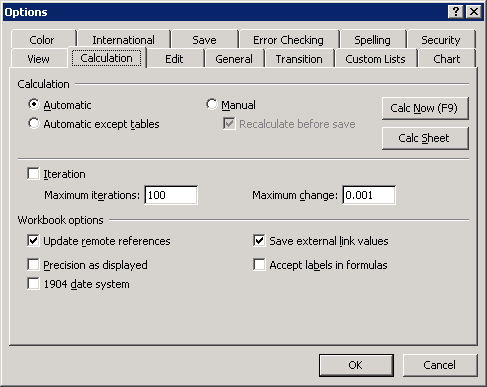 Options
Color International Save Error Checking Spelling Security
View Calculation Edit General Transition Custom Lists Chart
Calculation
Automatic Manual Calc Now (F9)
Automatic except tables Recalculate before save
Calc Sheet
Iteration
Maximum iterations: 100 Maximum change: 0.001
Workbook options
Update remote references Save external link values
Precision as displayed Accept labels in formulas
1904 date system
OK Cancel